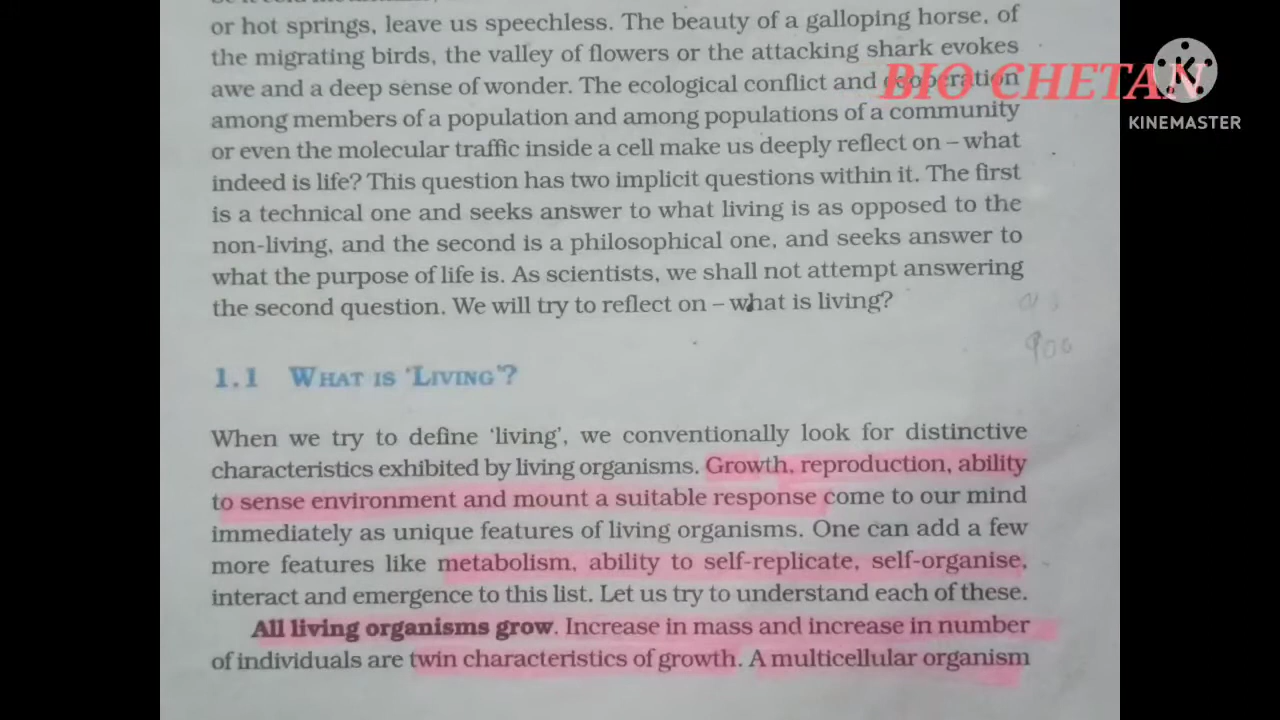 or hot springs, leave us speechless. The beauty of a galloping horse, of
the migrating birds, the valley of flowers or the attacking shark evokes
awe and a deep sense of wonder. The ecological conflict and cooperation
among members of a population and among populations of a community
or even the molecular traffic inside a cell make us deeply reflect on – what
indeed is life? This question has two implicit questions within it. The first
is a technical one and seeks answer to what living is as opposed to the
non-living, and the second is a philosophical one, and seeks answer to
what the purpose of life is. As scientists, we shall not attempt answering
the second question. We will try to reflect on – what is living?
BIO CHETAN
K
KINEMASTER
1.1 WHAT IS 'LIVING'?
When we try to define 'living', we conventionally look for distinctive
characteristics exhibited by living organisms. Growth, reproduction, ability
to sense environment and mount a suitable response come to our mind
immediately as unique features of living organisms. One can add a few
more features like metabolism, ability to self-replicate, self-organise,
interact and emergence to this list. Let us try to understand each of these.
All living organisms grow. Increase in mass and increase in number
of individuals are twin characteristics of growth. A multicellular organism